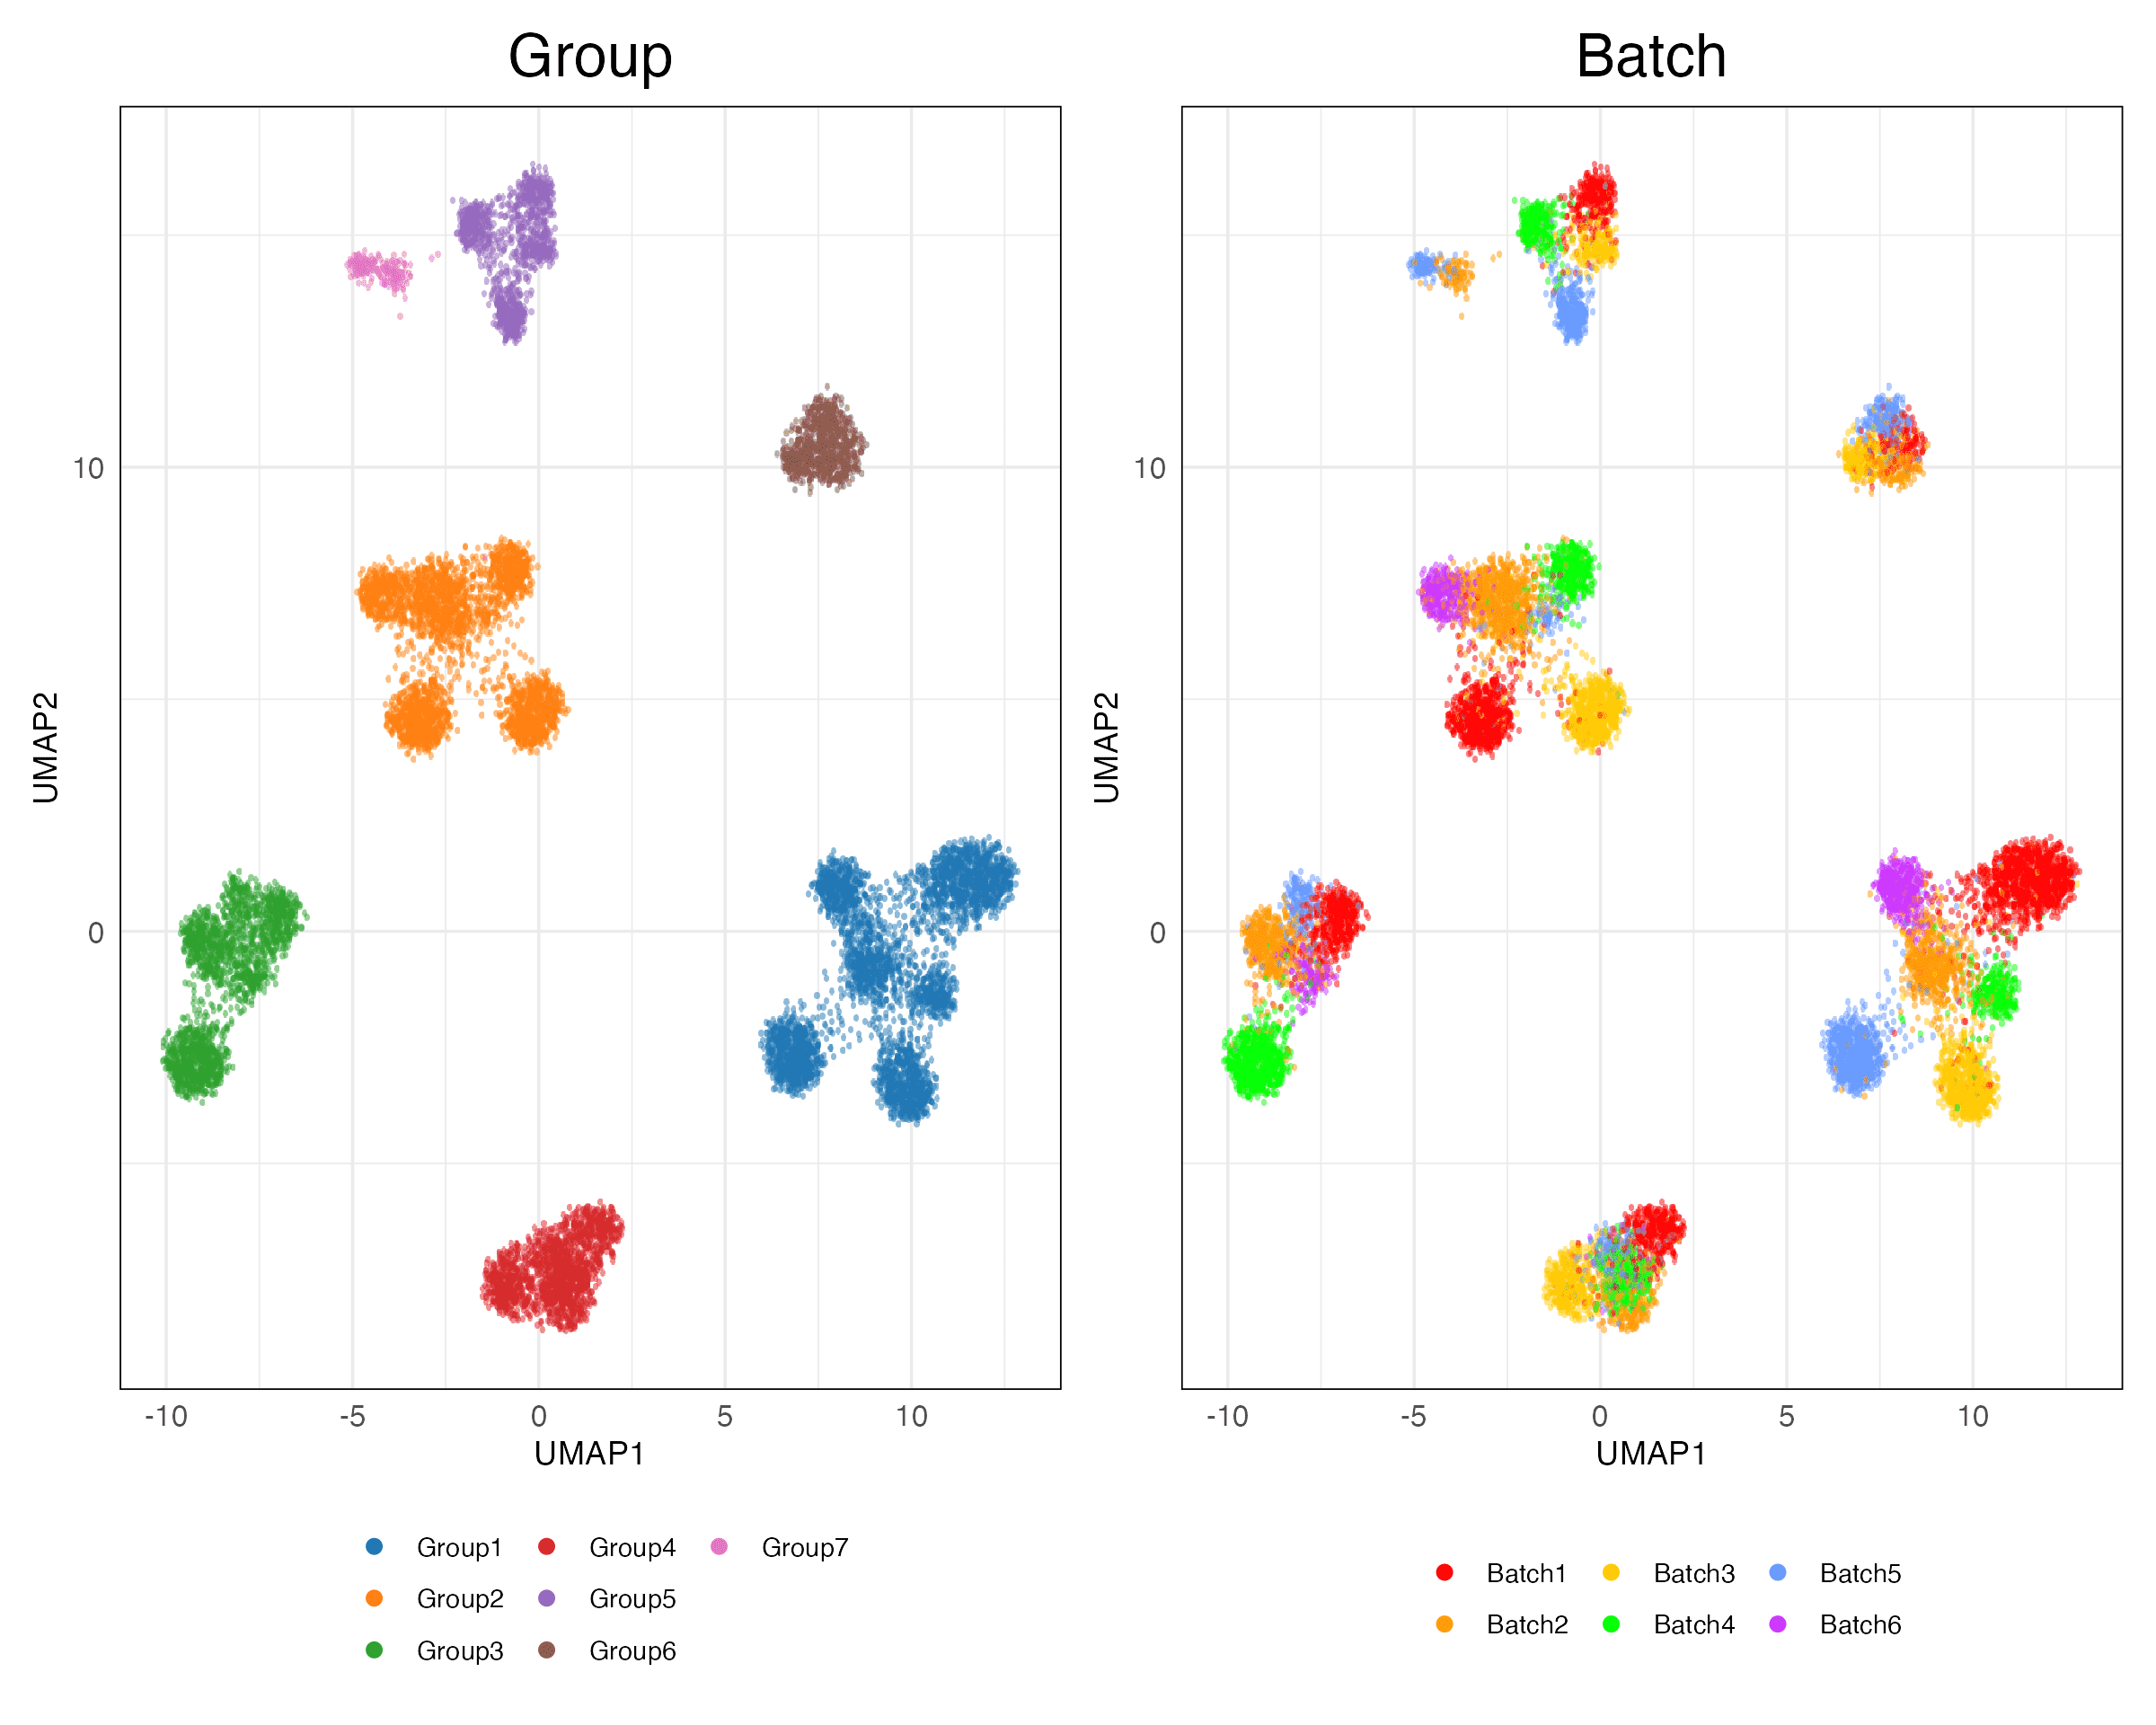 Group
Batch
UMAP2
10
0
-10 -5 0 5 10
UMAP1
UMAP2
10
0
-10 -5 0 5 10
UMAP1
Group1 Group4 Group7
Group2 Group5
Group3 Group6
Batch1 Batch3 Batch5
Batch2 Batch4 Batch6